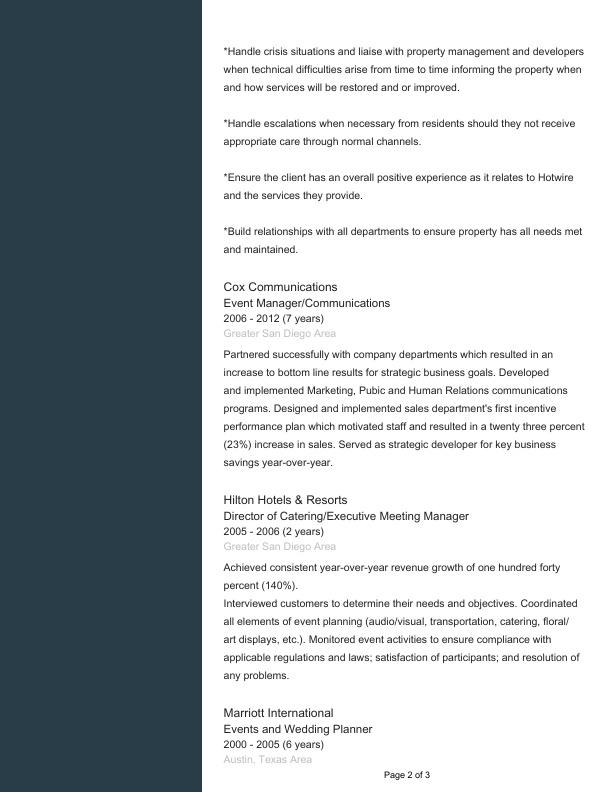 *Handle crisis situations and liaise with property management and developers
when technical difficulties arise from time to time informing the property when
and how services will be restored and or improved.
*Handle escalations when necessary from residents should they not receive
appropriate care through normal channels.
*Ensure the client has an overall positive experience as it relates to Hotwire
and the services they provide.
*Build relationships with all departments to ensure property has all needs met
and maintained.
Cox Communications
Event Manager/Communications
2006 - 2012 (7 years)
Greater San Diego Area
Partnered successfully with company departments which resulted in an
increase to bottom line results for strategic business goals. Developed
and implemented Marketing, Pubic and Human Relations communications
programs. Designed and implemented sales department's first incentive
performance plan which motivated staff and resulted in a twenty three percent
(23%) increase in sales. Served as strategic developer for key business
savings year-over-year.
Hilton Hotels & Resorts
Director of Catering/Executive Meeting Manager
2005 - 2006 (2 years)
Greater San Diego Area
Achieved consistent year-over-year revenue growth of one hundred forty
percent (140%).
Interviewed customers to determine their needs and objectives. Coordinated
all elements of event planning (audio/visual, transportation, catering, floral/
art displays, etc.). Monitored event activities to ensure compliance with
applicable regulations and laws; satisfaction of participants; and resolution of
any problems.
Marriott International
Events and Wedding Planner
2000 - 2005 (6 years)
Austin, Texas Area
Page 2 of 3